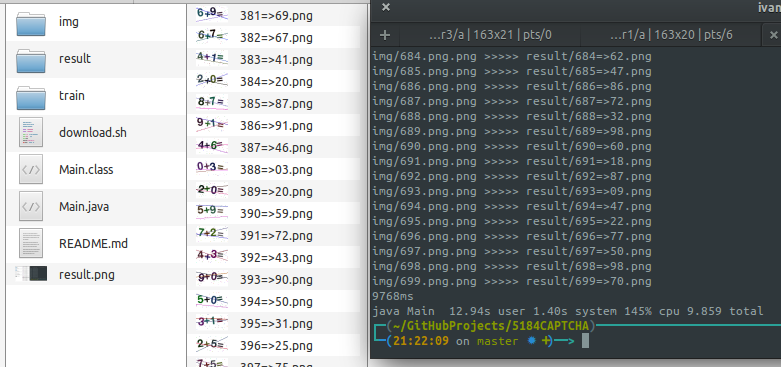 img
result
train
download.sh
Main.class
Main.java
README.md
result.png
6+9= 381=>69.png
6+7= 382=>67.png
4+1= 383=>41.png
2+0= 384=>20.png
8+7= 385=>87.png
9+1= 386=>91.png
4+6= 387=>46.png
0+3= 388=>03.png
2+0= 389=>20.png
5+9= 390=>59.png
7+2= 391=>72.png
4+3= 392=>43.png
9+0= 393=>90.png
5+0= 394=>50.png
3+1= 395=>31.png
2+5= 396=>25.png
7+5= 397=>75.png
× ivan
+ ...r3/a | 163x21 | pts/0 ...r1/a | 163x20 | pts/6 ×
img/684.png.png >>>>> result/684=>62.png
img/685.png.png >>>>> result/685=>47.png
img/686.png.png >>>>> result/686=>86.png
img/687.png.png >>>>> result/687=>72.png
img/688.png.png >>>>> result/688=>32.png
img/689.png.png >>>>> result/689=>98.png
img/690.png.png >>>>> result/690=>60.png
img/691.png.png >>>>> result/691=>18.png
img/692.png.png >>>>> result/692=>87.png
img/693.png.png >>>>> result/693=>09.png
img/694.png.png >>>>> result/694=>47.png
img/695.png.png >>>>> result/695=>22.png
img/696.png.png >>>>> result/696=>77.png
img/697.png.png >>>>> result/697=>50.png
img/698.png.png >>>>> result/698=>98.png
img/699.png.png >>>>> result/699=>70.png
9768ms
java Main 12.94s user 1.40s system 145% cpu 9.859 total
(~/GitHubProjects/5184CAPTCHA)
(21:22:09 on master ✹ ✚)──>